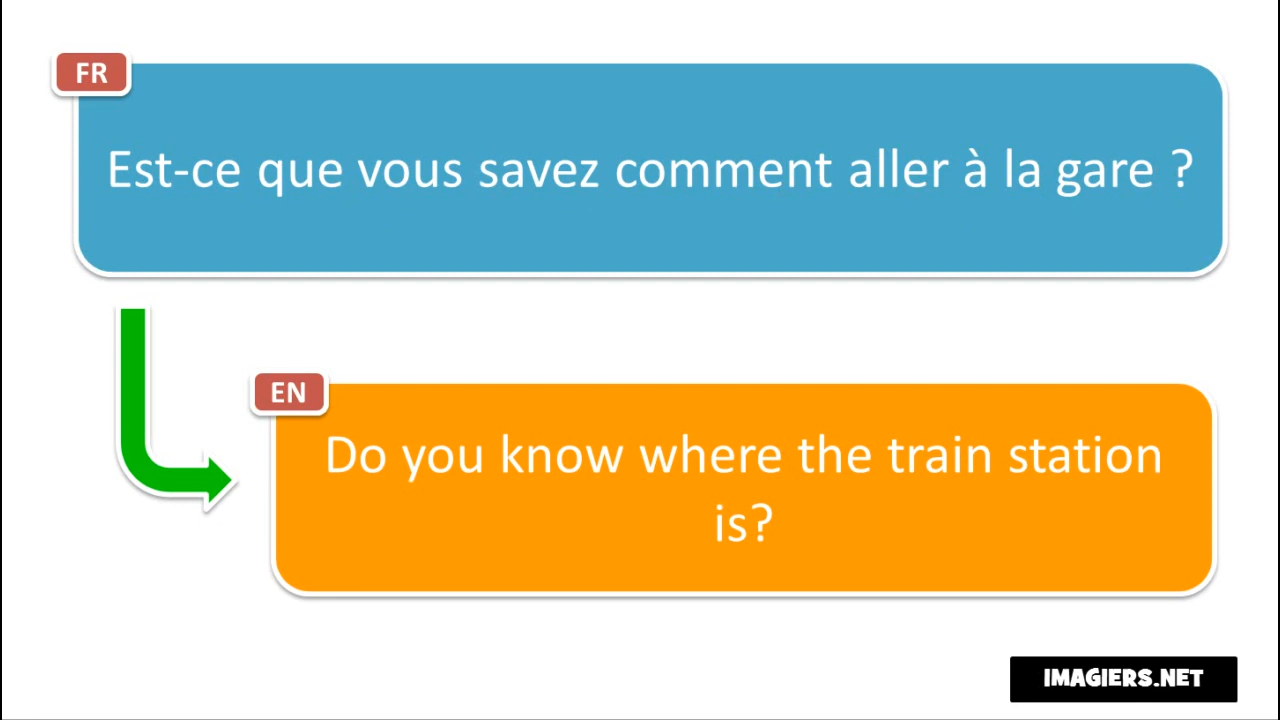 FR
Est-ce que vous savez comment aller à la gare ?
EN
Do you know where the train station
is?
IMAGIERS.NET